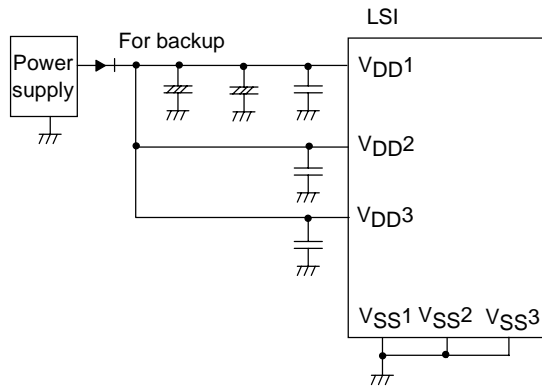 LSI
For backup
Power
supply
VDD1
VDD2
VDD3
VSS1
VSS2
VSS3